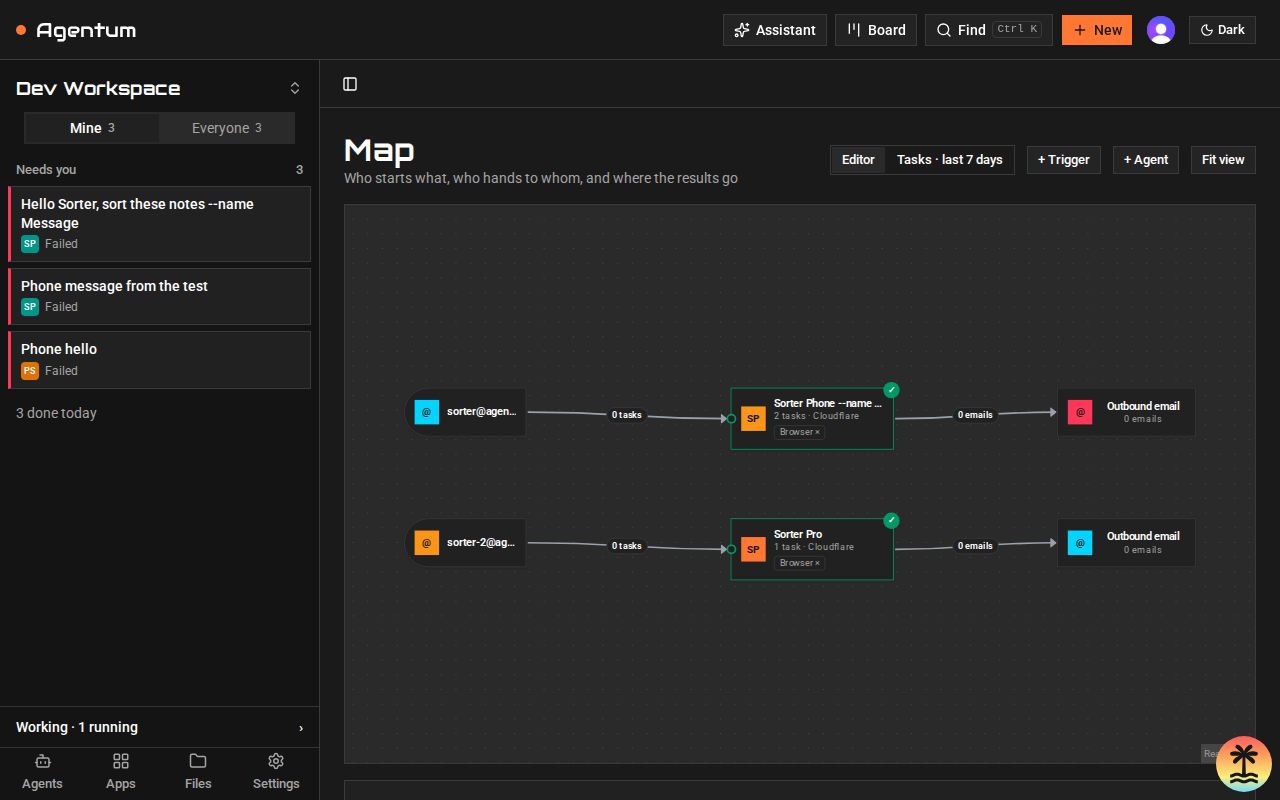 Agentum
Assistant
Board
Find Ctrl K
+ New
Dark
Dev Workspace
Mine 3
Everyone 3
Needs you 3
Hello Sorter, sort these notes --name
Message
SP Failed
Phone message from the test
SP Failed
Phone hello
PS Failed
3 done today
Working · 1 running ›
Agents
Apps
Files
Settings
Map
Who starts what, who hands to whom, and where the results go
Editor
Tasks · last 7 days
+ Trigger
+ Agent
Fit view
@ sorter@agen...
0 tasks
SP
Sorter Phone --name ...
2 tasks · Cloudflare
Browser ×
✓
0 emails
@
Outbound email
0 emails
@ sorter-2@ag...
0 tasks
SP
Sorter Pro
1 task · Cloudflare
Browser ×
✓
0 emails
@
Outbound email
0 emails